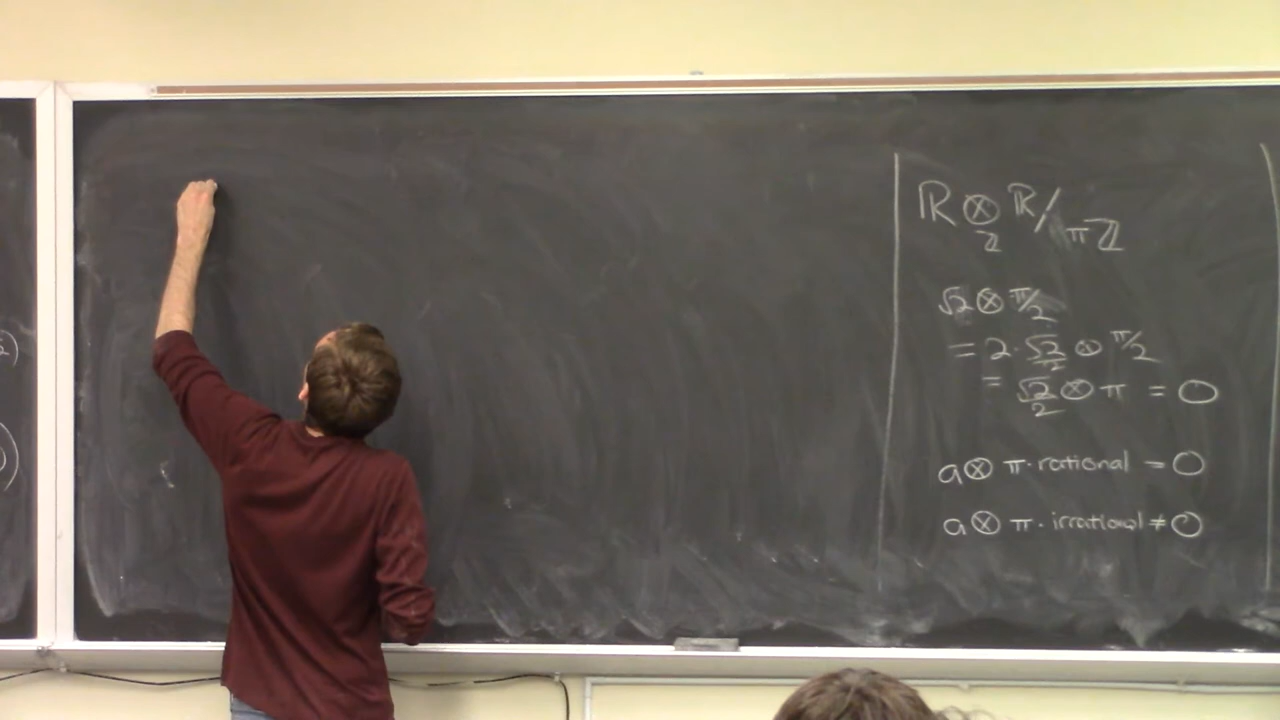 ℝ ⊗_ℤ ℝ/πℤ
√2 ⊗ π/2
= 2·√2/2 ⊗ π/2
= √2/2 ⊗ π = 0
a ⊗ π·rational = 0
a ⊗ π·irrational ≠ 0